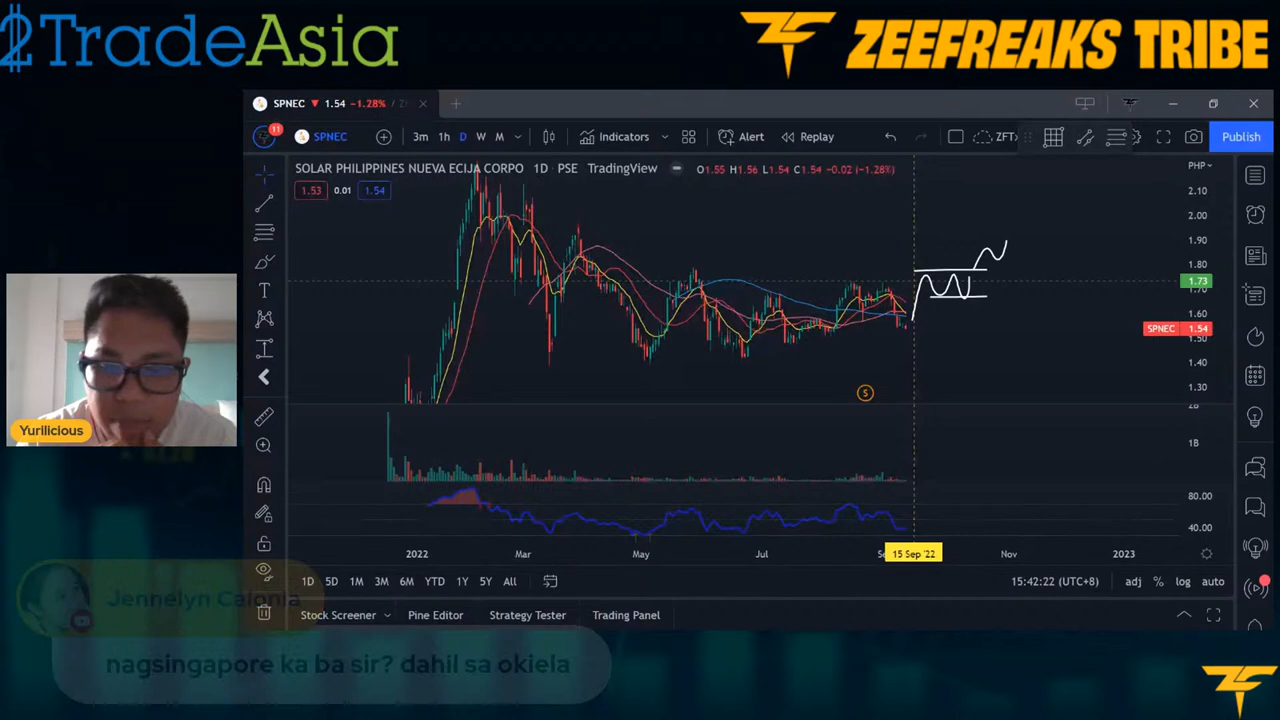 2TradeAsia
ZEEFREAKS TRIBE
SPNEC 1.54 -1.28% /
11
SPNEC
3m 1h D W M
Indicators
Alert
Replay
Publish
SOLAR PHILIPPINES NUEVA ECIJA CORPO 1D PSE TradingView
O1.55 H1.56 L1.54 C1.54 -0.02 (-1.28%)
1.53 0.01 1.54
PHP
2.10
2.00
1.90
1.80
1.73
1.70
1.60
SPNEC 1.54
1.50
1.40
1.30
S
1B
80.00
40.00
2022 Mar May Jul 15 Sep '22 Nov 2023
1D 5D 1M 3M 6M YTD 1Y 5Y All
15:42:22 (UTC+8) adj % log auto
Stock Screener Pine Editor Strategy Tester Trading Panel
Yurilicious
Jennelyn
nagsingapore ka ba sir? dahil sa okiela